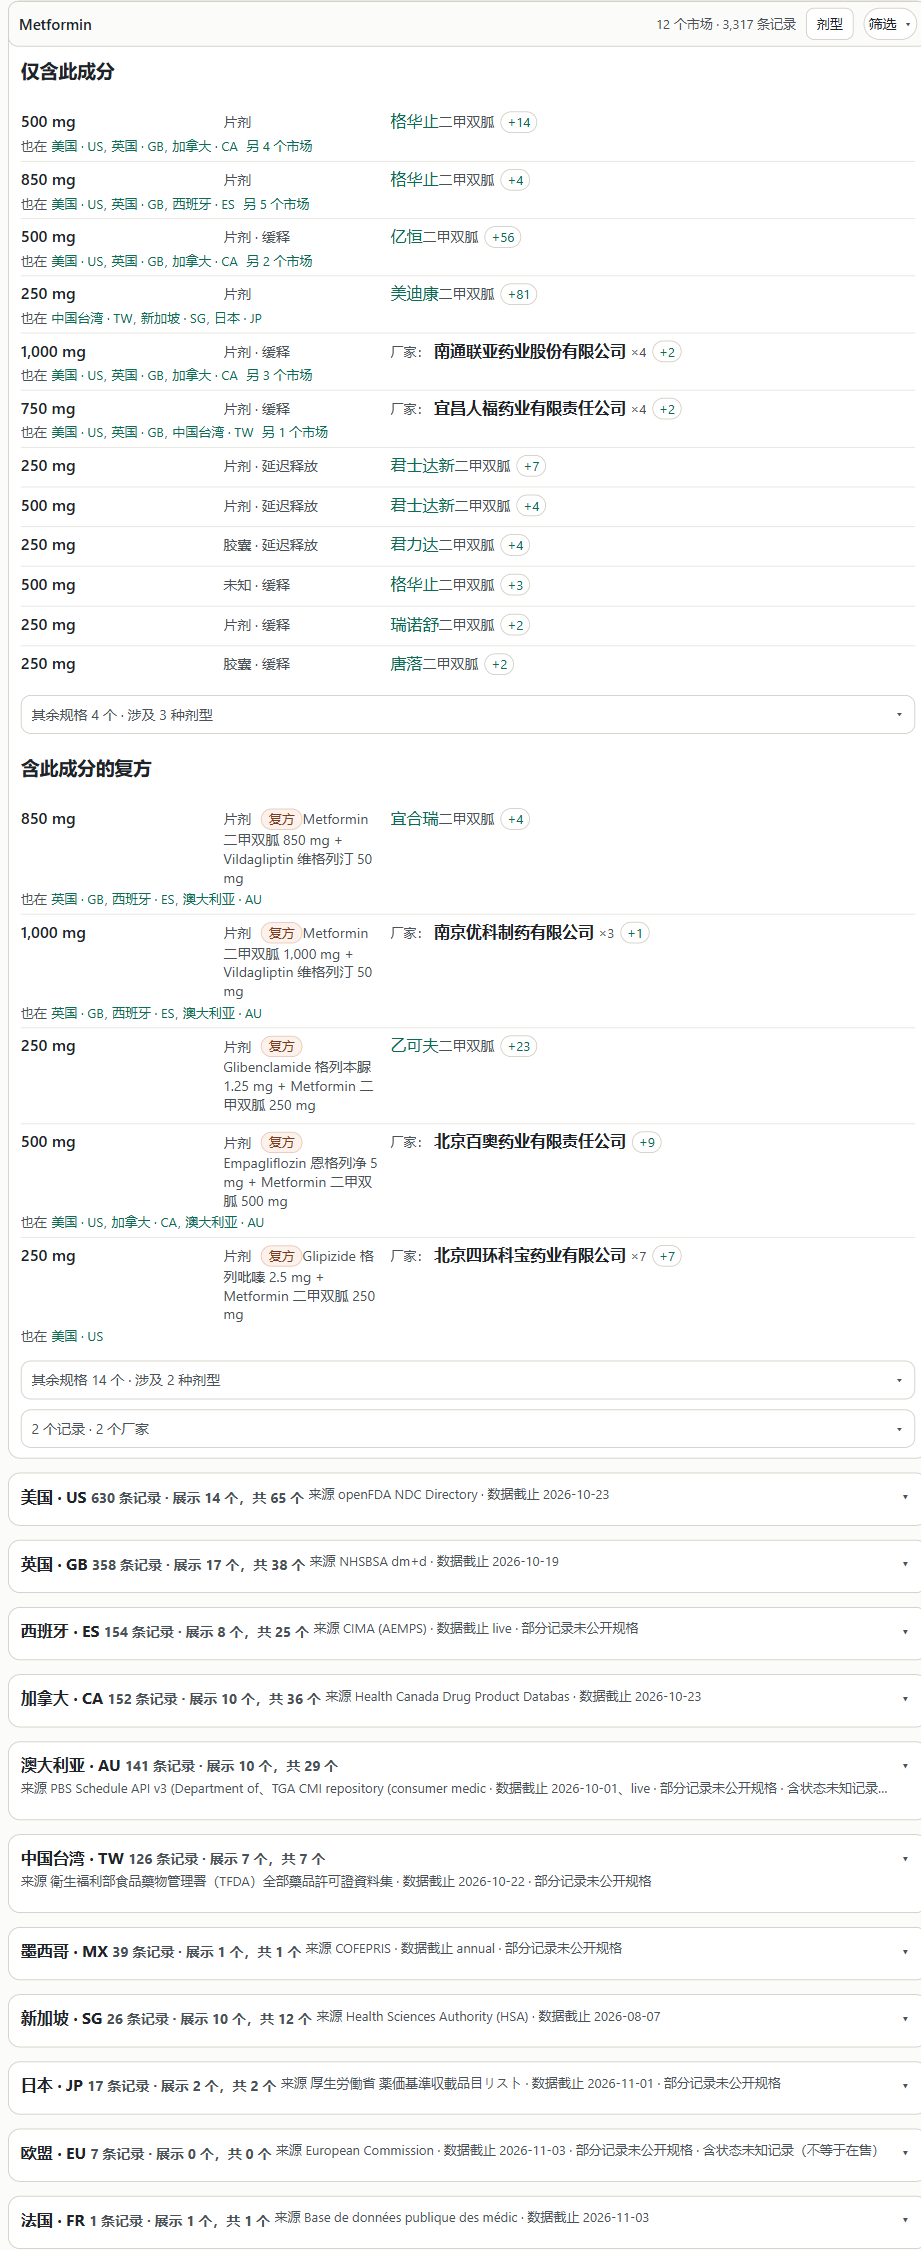 Metformin 12 个市场 · 3,317 条记录 剂型 筛选
仅含此成分
500 mg 片剂 格华止二甲双胍 +14
也在 美国 · US, 英国 · GB, 加拿大 · CA 另 4 个市场
850 mg 片剂 格华止二甲双胍 +4
也在 美国 · US, 英国 · GB, 西班牙 · ES 另 5 个市场
500 mg 片剂 · 缓释 亿恒二甲双胍 +56
也在 美国 · US, 英国 · GB, 加拿大 · CA 另 2 个市场
250 mg 片剂 美迪康二甲双胍 +81
也在 中国台湾 · TW, 新加坡 · SG, 日本 · JP
1,000 mg 片剂 · 缓释 厂家： 南通联亚药业股份有限公司 ×4 +2
也在 美国 · US, 英国 · GB, 加拿大 · CA 另 3 个市场
750 mg 片剂 · 缓释 厂家： 宜昌人福药业有限责任公司 ×4 +2
也在 美国 · US, 英国 · GB, 中国台湾 · TW 另 1 个市场
250 mg 片剂 · 延迟释放 君士达新二甲双胍 +7
500 mg 片剂 · 延迟释放 君士达新二甲双胍 +4
250 mg 胶囊 · 延迟释放 君力达二甲双胍 +4
500 mg 未知 · 缓释 格华止二甲双胍 +3
250 mg 片剂 · 缓释 瑞诺舒二甲双胍 +2
250 mg 胶囊 · 缓释 唐落二甲双胍 +2
其余规格 4 个 · 涉及 3 种剂型
含此成分的复方
850 mg 片剂 复方 Metformin 宜合瑞二甲双胍 +4
二甲双胍 850 mg +
Vildagliptin 维格列汀 50
mg
也在 英国 · GB, 西班牙 · ES, 澳大利亚 · AU
1,000 mg 片剂 复方 Metformin 厂家： 南京优科制药有限公司 ×3 +1
二甲双胍 1,000 mg +
Vildagliptin 维格列汀 50
mg
也在 英国 · GB, 西班牙 · ES, 澳大利亚 · AU
250 mg 片剂 复方 乙可夫二甲双胍 +23
Glibenclamide 格列本脲
1.25 mg + Metformin 二
甲双胍 250 mg
500 mg 片剂 复方 厂家： 北京百奥药业有限责任公司 +9
Empagliflozin 恩格列净 5
mg + Metformin 二甲双
胍 500 mg
也在 美国 · US, 加拿大 · CA, 澳大利亚 · AU
250 mg 片剂 复方 Glipizide 格 厂家： 北京四环科宝药业有限公司 ×7 +7
列吡嗪 2.5 mg +
Metformin 二甲双胍 250
mg
也在 美国 · US
其余规格 14 个 · 涉及 2 种剂型
2 个记录 · 2 个厂家
美国 · US 630 条记录 · 展示 14 个，共 65 个 来源 openFDA NDC Directory · 数据截止 2026-10-23
英国 · GB 358 条记录 · 展示 17 个，共 38 个 来源 NHSBSA dm+d · 数据截止 2026-10-19
西班牙 · ES 154 条记录 · 展示 8 个，共 25 个 来源 CIMA (AEMPS) · 数据截止 live · 部分记录未公开规格
加拿大 · CA 152 条记录 · 展示 10 个，共 36 个 来源 Health Canada Drug Product Databas · 数据截止 2026-10-23
澳大利亚 · AU 141 条记录 · 展示 10 个，共 29 个
来源 PBS Schedule API v3 (Department of、TGA CMI repository (consumer medic · 数据截止 2026-10-01、live · 部分记录未公开规格 · 含状态未知记录...
中国台湾 · TW 126 条记录 · 展示 7 个，共 7 个
来源 衛生福利部食品藥物管理署（TFDA）全部藥品許可證資料集 · 数据截止 2026-10-22 · 部分记录未公开规格
墨西哥 · MX 39 条记录 · 展示 1 个，共 1 个 来源 COFEPRIS · 数据截止 annual · 部分记录未公开规格
新加坡 · SG 26 条记录 · 展示 10 个，共 12 个 来源 Health Sciences Authority (HSA) · 数据截止 2026-08-07
日本 · JP 17 条记录 · 展示 2 个，共 2 个 来源 厚生労働省 薬価基準収載品目リスト · 数据截止 2026-11-01 · 部分记录未公开规格
欧盟 · EU 7 条记录 · 展示 0 个，共 0 个 来源 European Commission · 数据截止 2026-11-03 · 部分记录未公开规格 · 含状态未知记录（不等于在售）
法国 · FR 1 条记录 · 展示 1 个，共 1 个 来源 Base de données publique des médic · 数据截止 2026-11-03